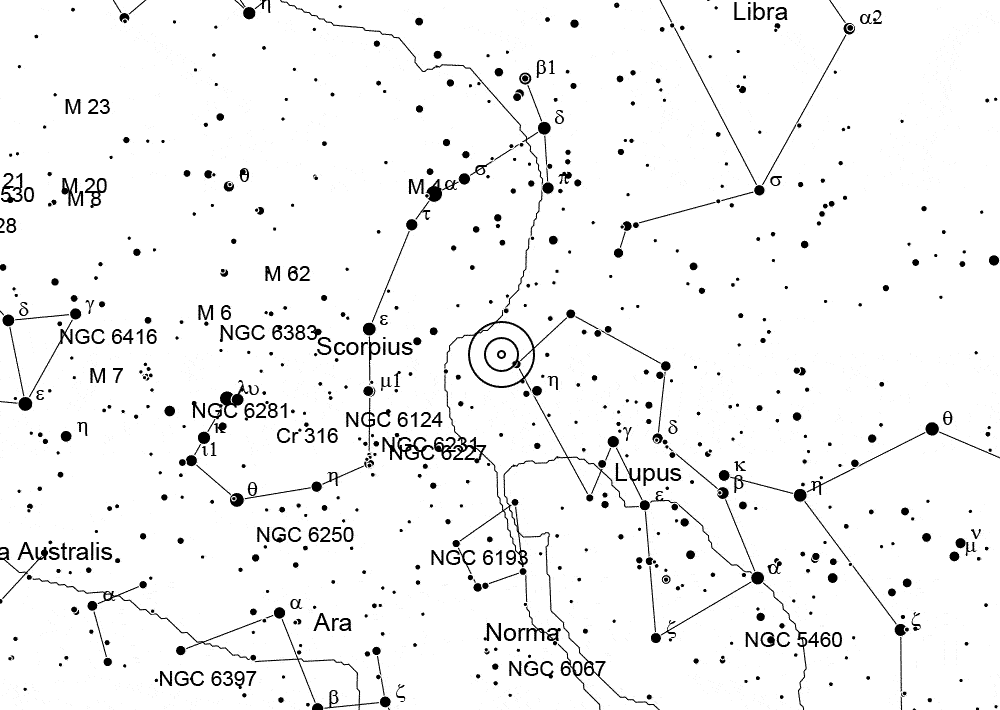 η
Libra
α2
β1
M 23
δ
21
M 20
θ
M 4
α
σ
π
σ
530
M 8
τ
28
M 62
δ
γ
M 6
ε
NGC 6416
NGC 6383
Scorpius
M 7
μ1
η
λυ
ε
NGC 6281
NGC 6124
θ
η
κ
Cr 316
NGC 6231
γ
δ
ι1
NGC 6227
Lupus
κ
β
η
θ
η
ε
NGC 6250
ν
μ
a Australis
NGC 6193
α
α
α
Ara
Norma
ζ
NGC 5460
ζ
NGC 6397
NGC 6067
β
ζ